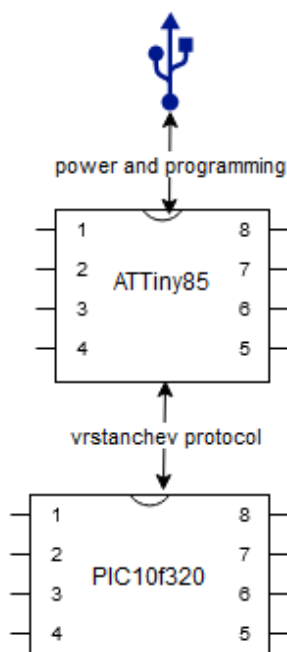 power and programming
1 8
2 7
ATTiny85
3 6
4 5
vrstanchev protocol
1 8
2 7
PIC10f320
3 6
4 5